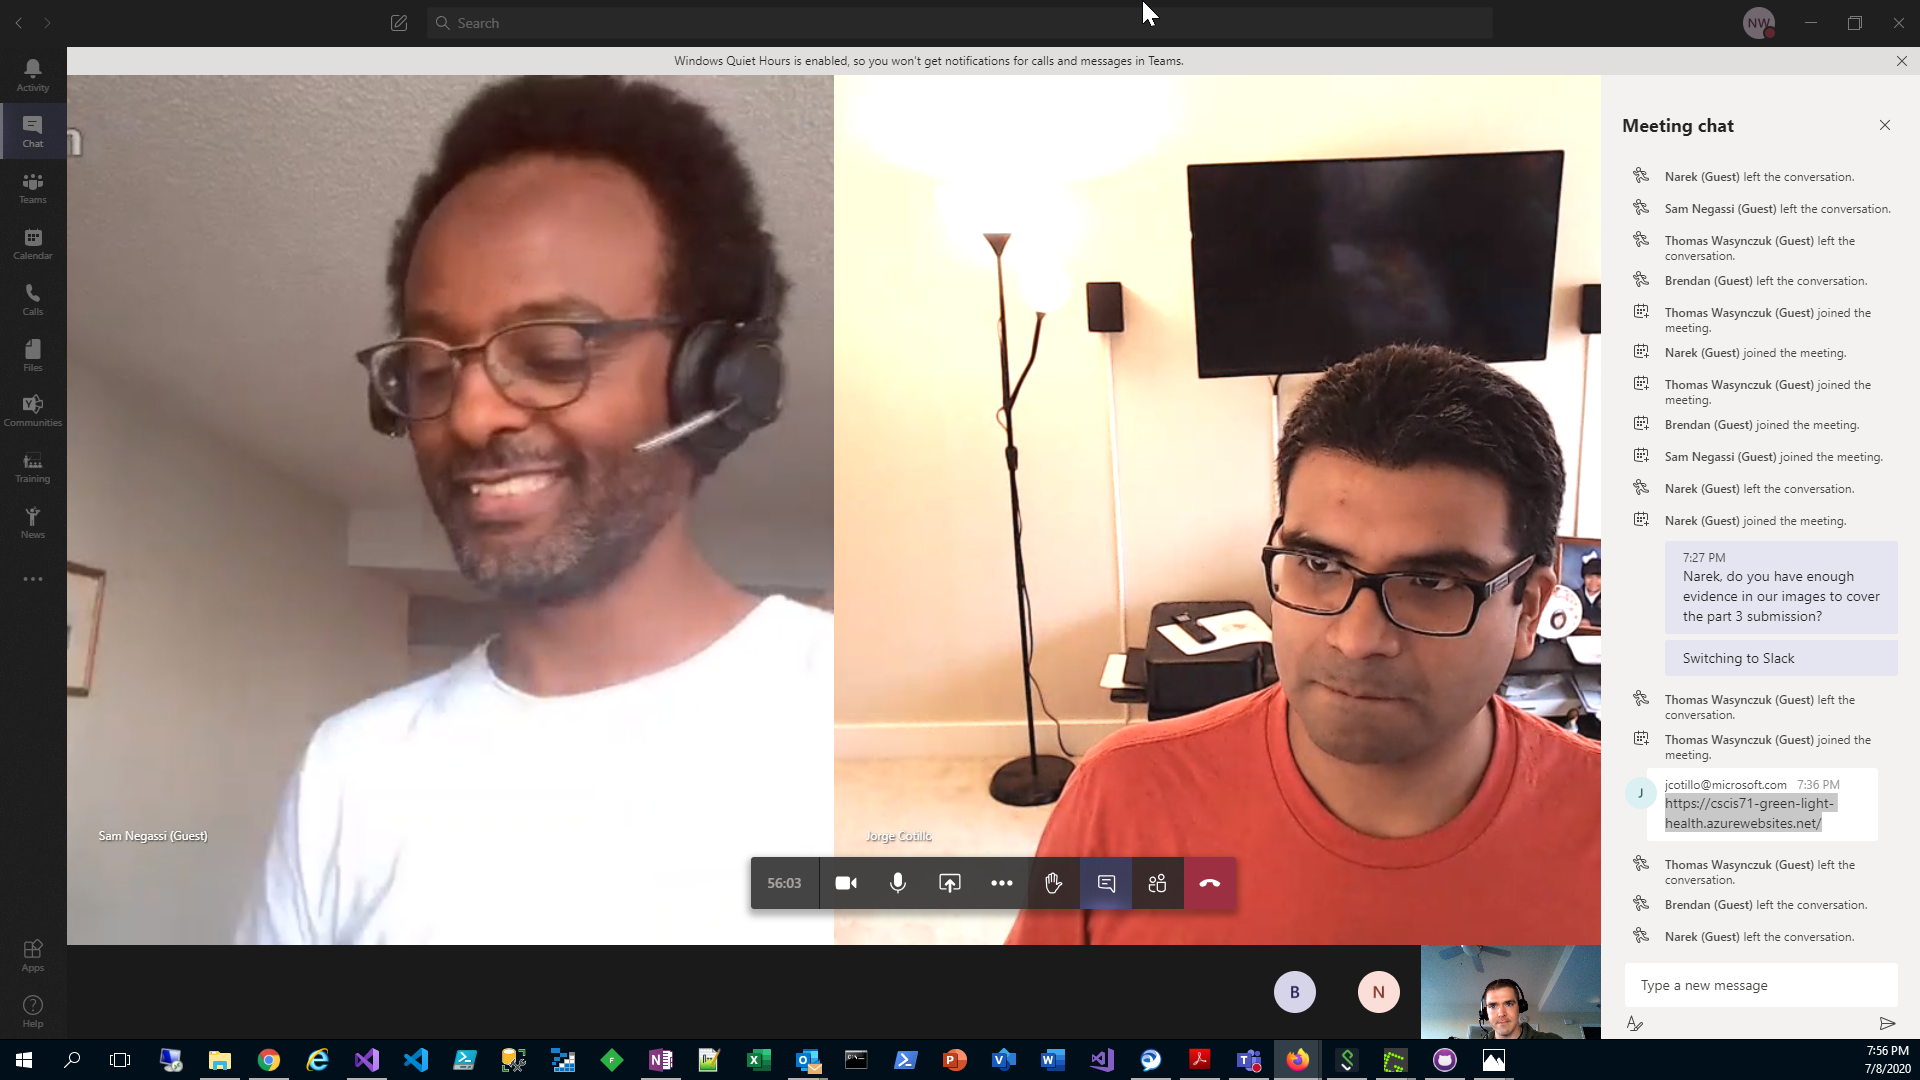 Search
NW
Windows Quiet Hours is enabled, so you won't get notifications for calls and messages in Teams.
Activity
Chat
Teams
Calendar
Calls
Files
Communities
Training
News
Apps
Help
n
Sam Negassi (Guest)
Jorge Cotillo
56:03
B
N
Meeting chat
Narek (Guest) left the conversation.
Sam Negassi (Guest) left the conversation.
Thomas Wasynczuk (Guest) left the
conversation.
Brendan (Guest) left the conversation.
Thomas Wasynczuk (Guest) joined the
meeting.
Narek (Guest) joined the meeting.
Thomas Wasynczuk (Guest) joined the
meeting.
Brendan (Guest) joined the meeting.
Sam Negassi (Guest) joined the meeting.
Narek (Guest) left the conversation.
Narek (Guest) joined the meeting.
7:27 PM
Narek, do you have enough
evidence in our images to cover
the part 3 submission?
Switching to Slack
Thomas Wasynczuk (Guest) left the
conversation.
Thomas Wasynczuk (Guest) joined the
meeting.
J
jcotillo@microsoft.com 7:36 PM
https://cscis71-green-light-
health.azurewebsites.net/
Thomas Wasynczuk (Guest) left the
conversation.
Brendan (Guest) left the conversation.
Narek (Guest) left the conversation.
Type a new message
7:56 PM
7/8/2020